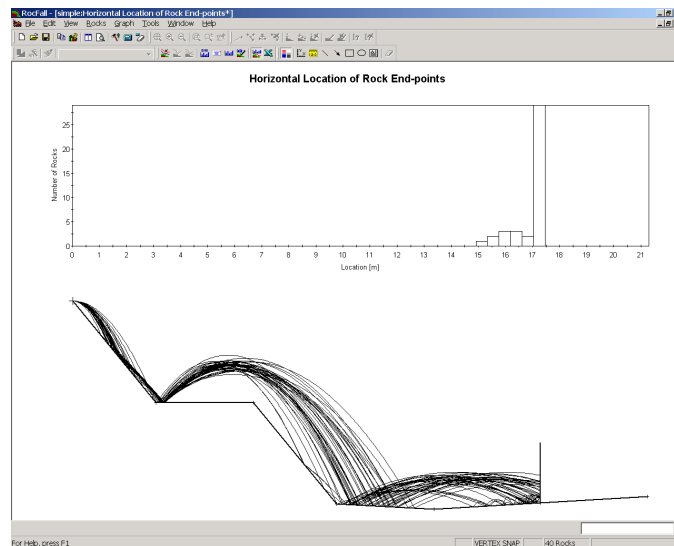 RocFall - [simple:Horizontal Location of Rock End-points*]
File Edit View Rocks Graph Tools Window Help
Horizontal Location of Rock End-points
25
20
15
10
5
0
Number of Rocks
0 1 2 3 4 5 6 7 8 9 10 11 12 13 14 15 16 17 18 19 20 21
Location [m]
For Help, press F1
VERTEX SNAP
40 Rocks